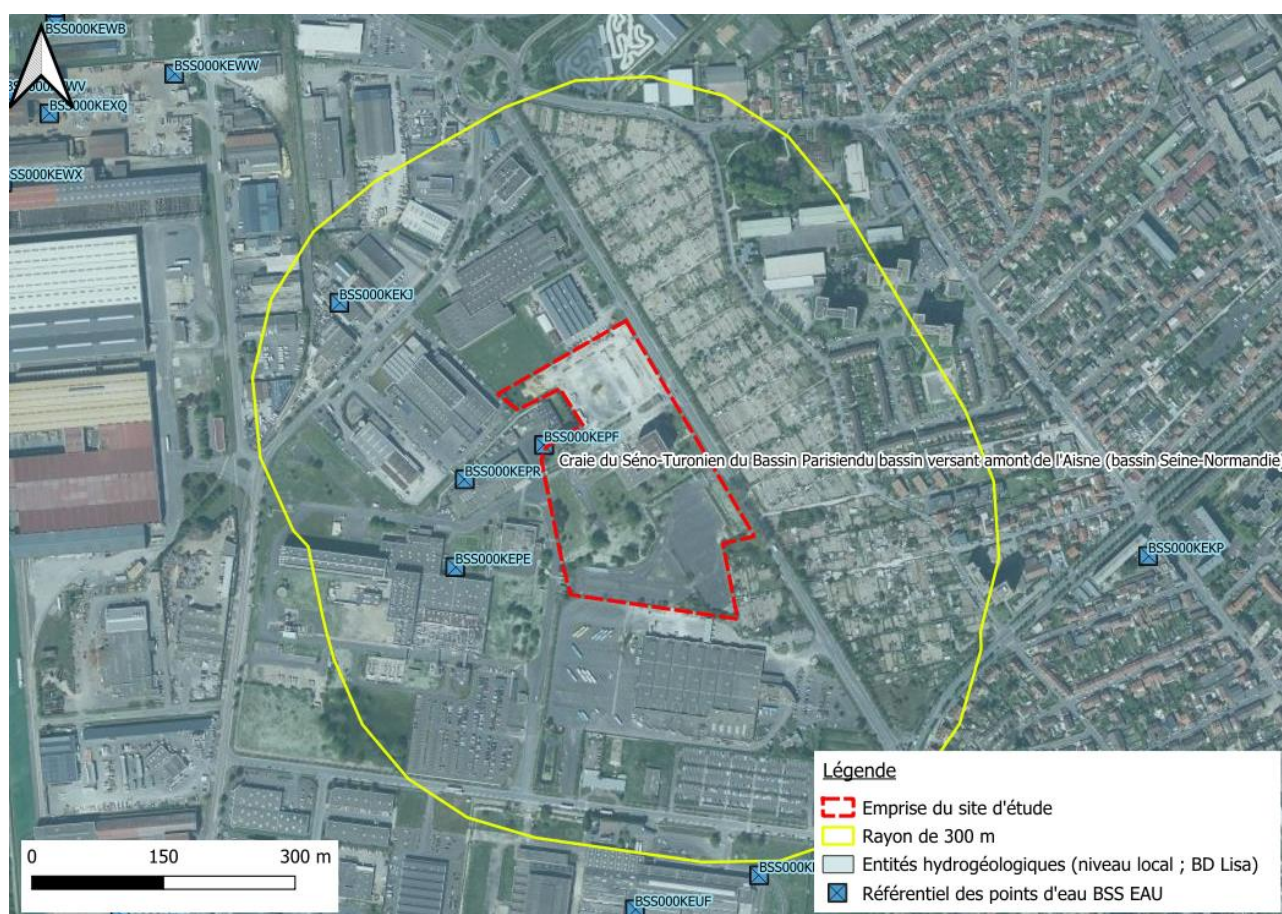 BSS000KEWB
BSS000KEWW
BSS000KEXQ
BSS000KEWX
BSS000KEKJ
BSS000KEPF
Craie du Séno-Turonien du Bassin Parisiendu bassin versant amont de l'Aisne (bassin Seine-Normandie)
BSS000KEPR
BSS000KEPE
BSS000KEKP
Légende
Emprise du site d'étude
Rayon de 300 m
Entités hydrogéologiques (niveau local ; BD Lisa)
Référentiel des points d'eau BSS EAU
0 150 300 m
BSS000KEUF